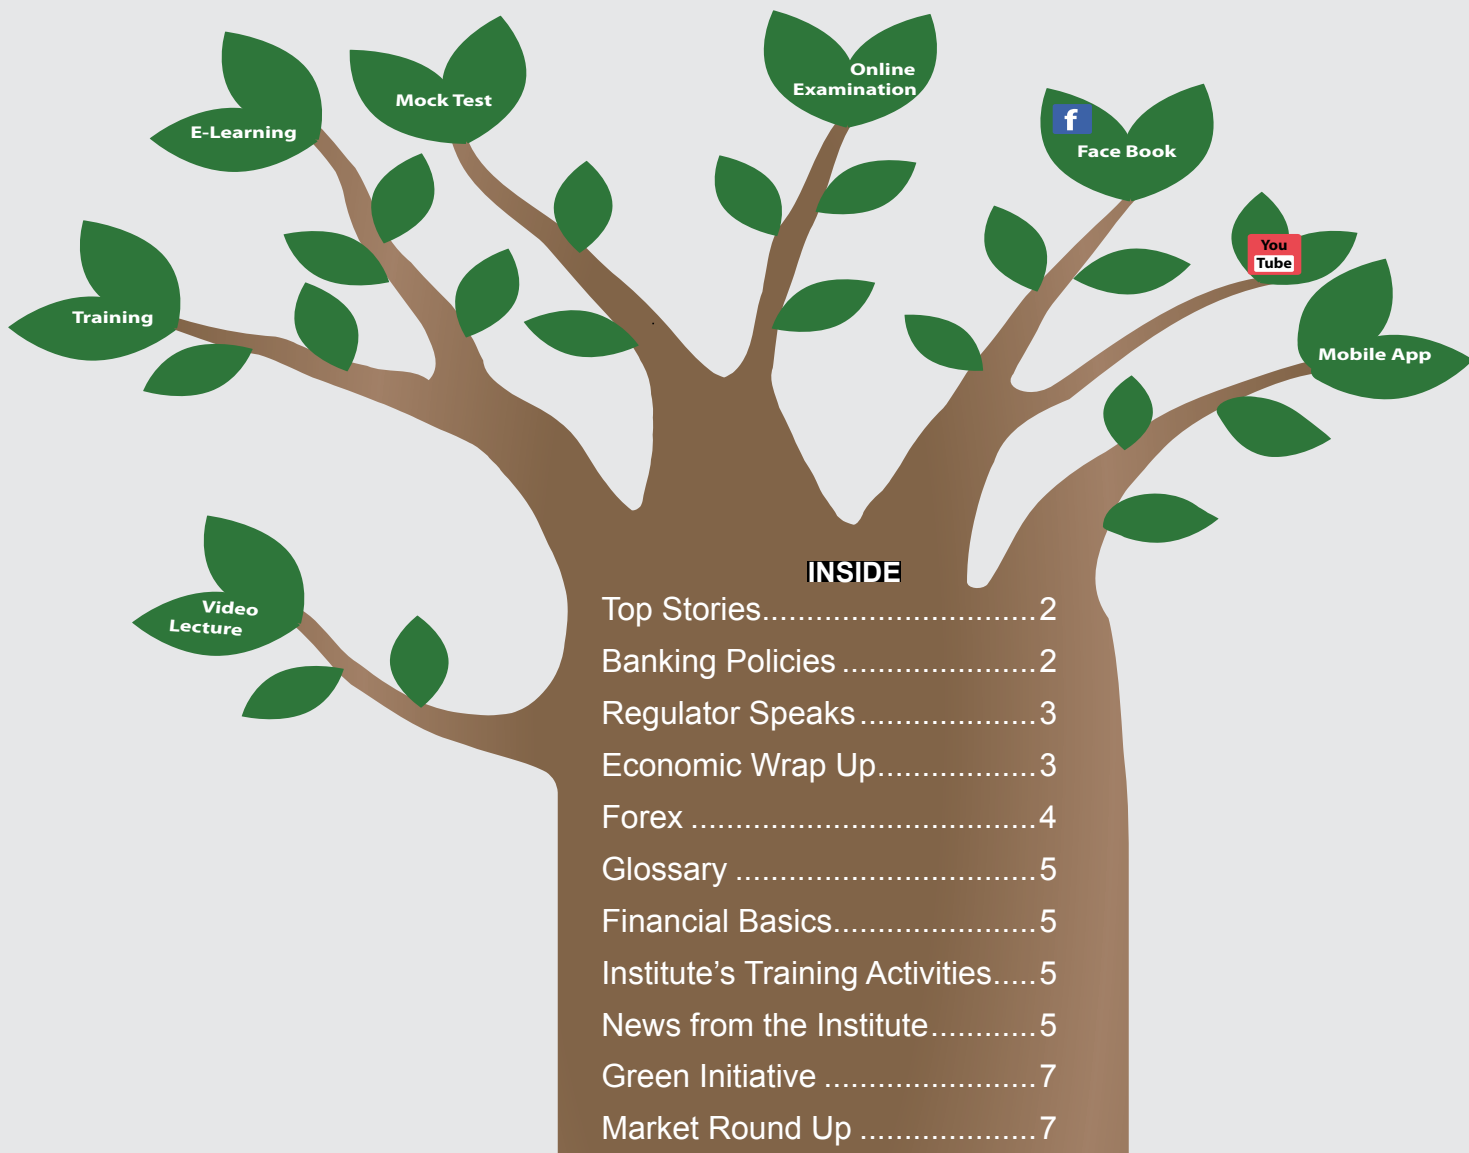 Online
Examination
Mock Test
E-Learning
f
Face Book
You
Tube
Training
Mobile App
Video
Lecture
INSIDE
Top Stories...............................2
Banking Policies ......................2
Regulator Speaks ....................3
Economic Wrap Up..................3
Forex .......................................4
Glossary ..................................5
Financial Basics.......................5
Institute’s Training Activities.....5
News from the Institute............5
Green Initiative ........................7
Market Round Up ....................7